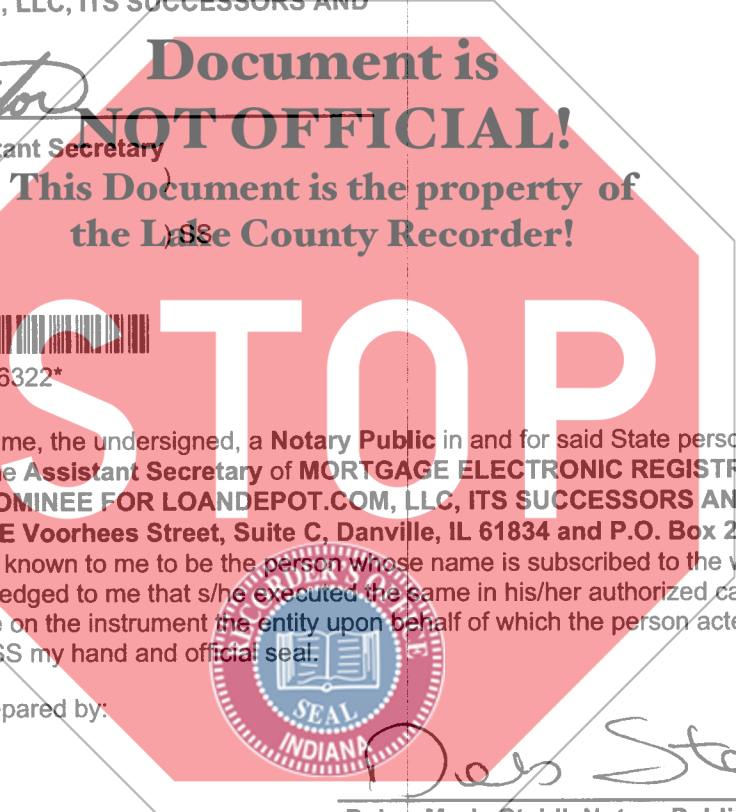 , LLC, ITS SUCCESSORS AND
Document is
NOT OFFICIAL!
tant Secretary
)
This Document is the property of
the Lake County Recorder!
) SS
STOP
6322*
me, the undersigned, a Notary Public in and for said State perso
e Assistant Secretary of MORTGAGE ELECTRONIC REGISTR
OMINEE FOR LOANDEPOT.COM, LLC, ITS SUCCESSORS AN
E Voorhees Street, Suite C, Danville, IL 61834 and P.O. Box 2
known to me to be the person whose name is subscribed to the w
edged to me that s/he executed the same in his/her authorized ca
e on the instrument the entity upon behalf of which the person acte
SS my hand and official seal.
RECORDER'S OFFICE
SEAL
INDIANA
pared by: